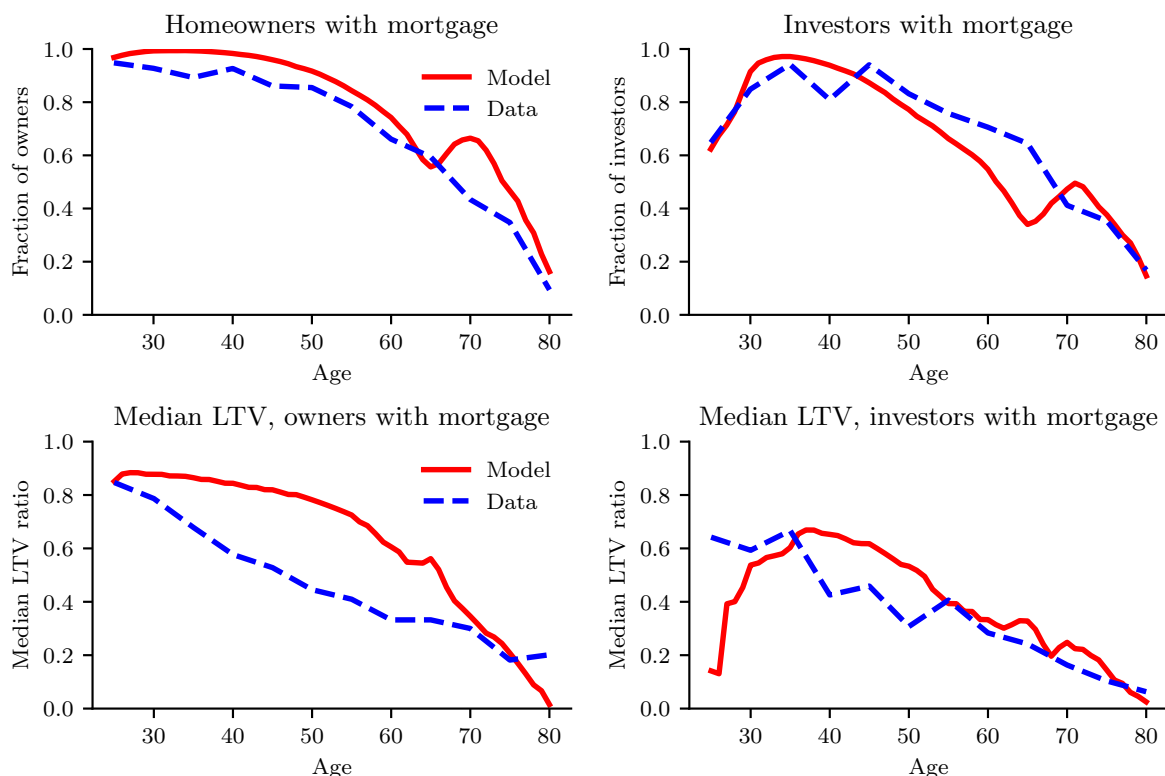 Homeowners with mortgage
1.0
0.8
0.6
0.4
0.2
0.0
Fraction of owners
Model
Data
30 40 50 60 70 80
Age
Investors with mortgage
1.0
0.8
0.6
0.4
0.2
0.0
Fraction of investors
30 40 50 60 70 80
Age
Median LTV, owners with mortgage
1.0
0.8
0.6
0.4
0.2
0.0
Median LTV ratio
Model
Data
30 40 50 60 70 80
Age
Median LTV, investors with mortgage
1.0
0.8
0.6
0.4
0.2
0.0
Median LTV ratio
30 40 50 60 70 80
Age